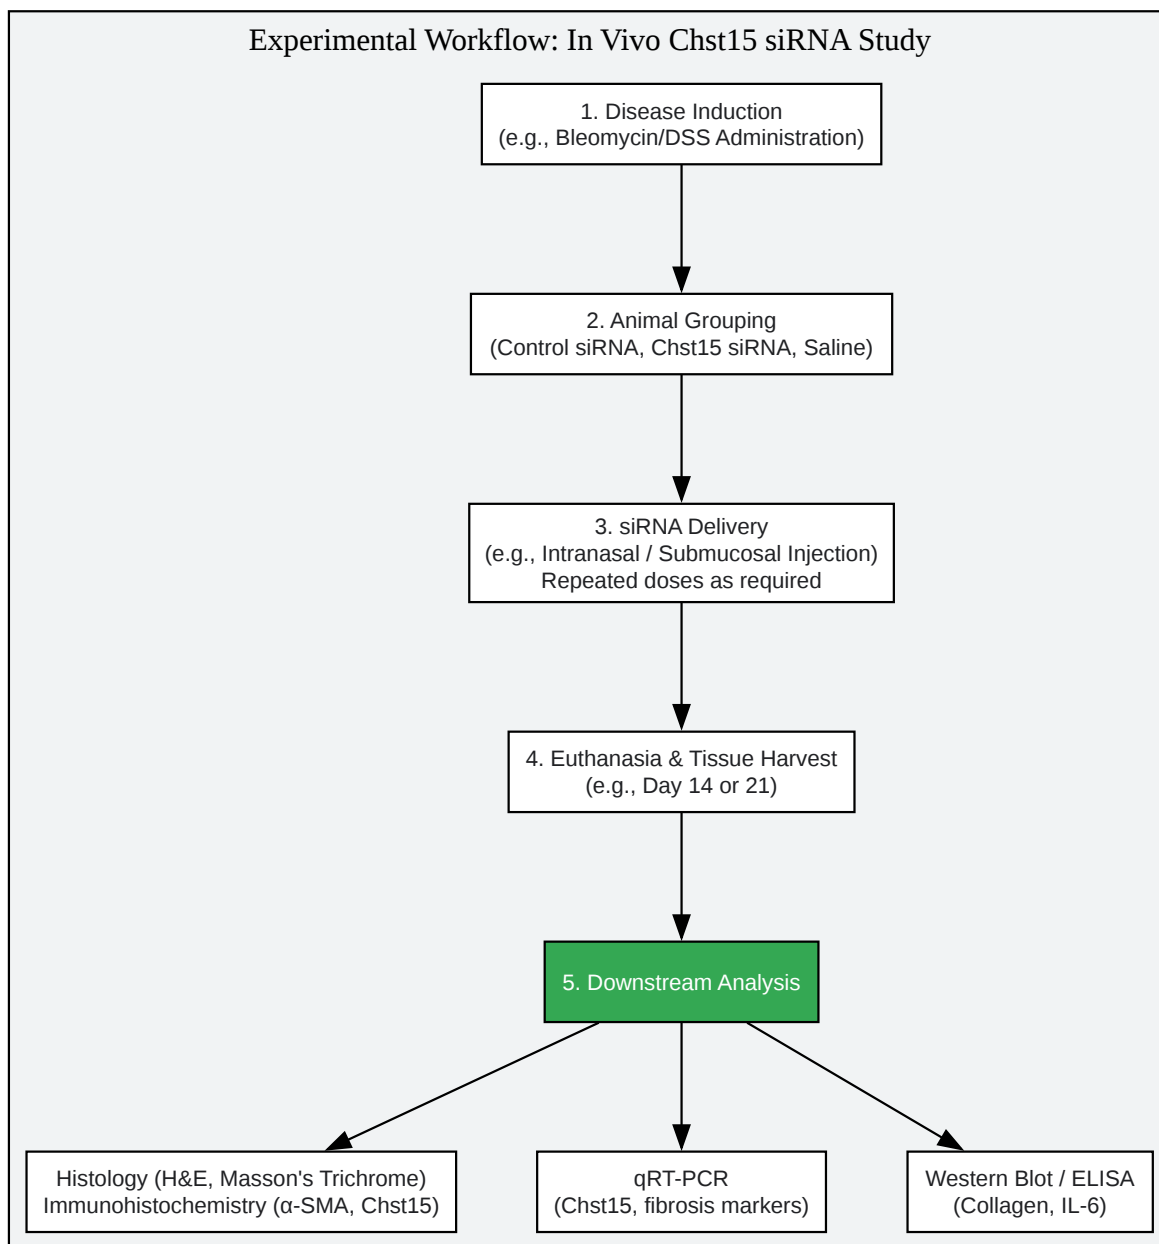 Experimental Workflow: In Vivo Chst15 siRNA Study
1. Disease Induction
(e.g., Bleomycin/DSS Administration)
2. Animal Grouping
(Control siRNA, Chst15 siRNA, Saline)
3. siRNA Delivery
(e.g., Intranasal / Submucosal Injection)
Repeated doses as required
4. Euthanasia & Tissue Harvest
(e.g., Day 14 or 21)
5. Downstream Analysis
Histology (H&E, Masson's Trichrome)
Immunohistochemistry (α-SMA, Chst15)
qRT-PCR
(Chst15, fibrosis markers)
Western Blot / ELISA
(Collagen, IL-6)